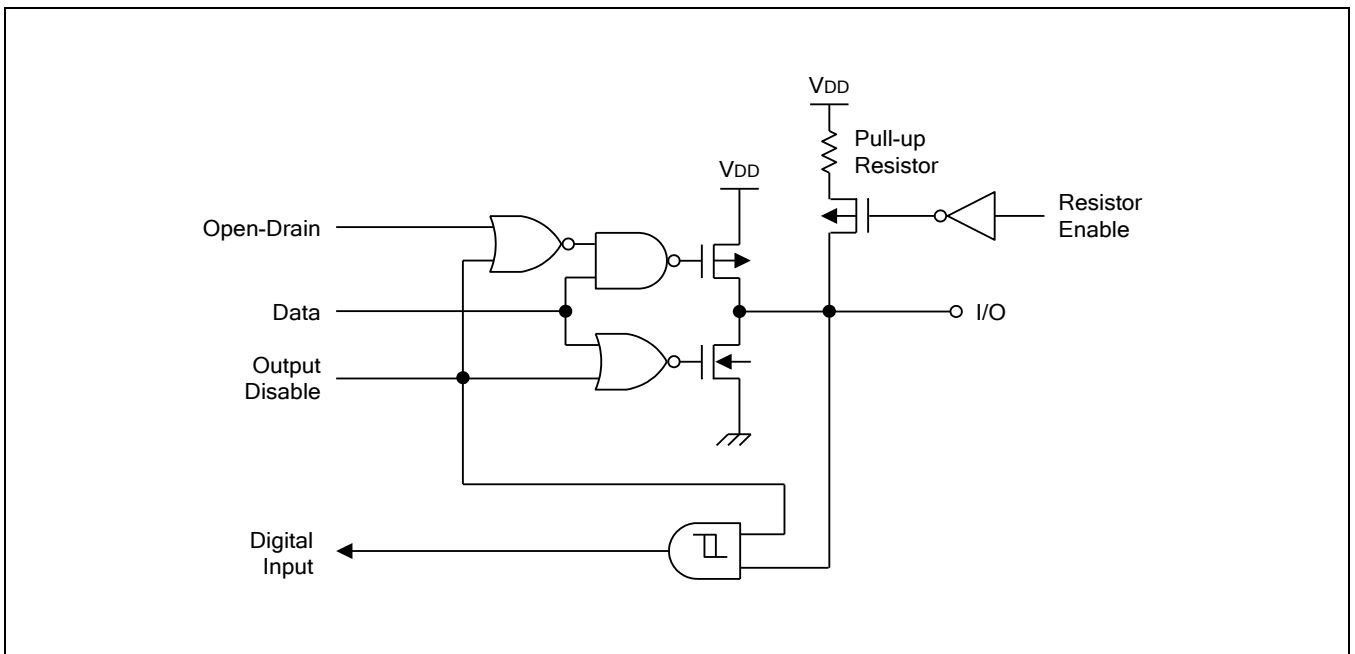 VDD
Pull-up
Resistor
VDD
Resistor
Enable
Open-Drain
Data
I/O
Output
Disable
Digital
Input